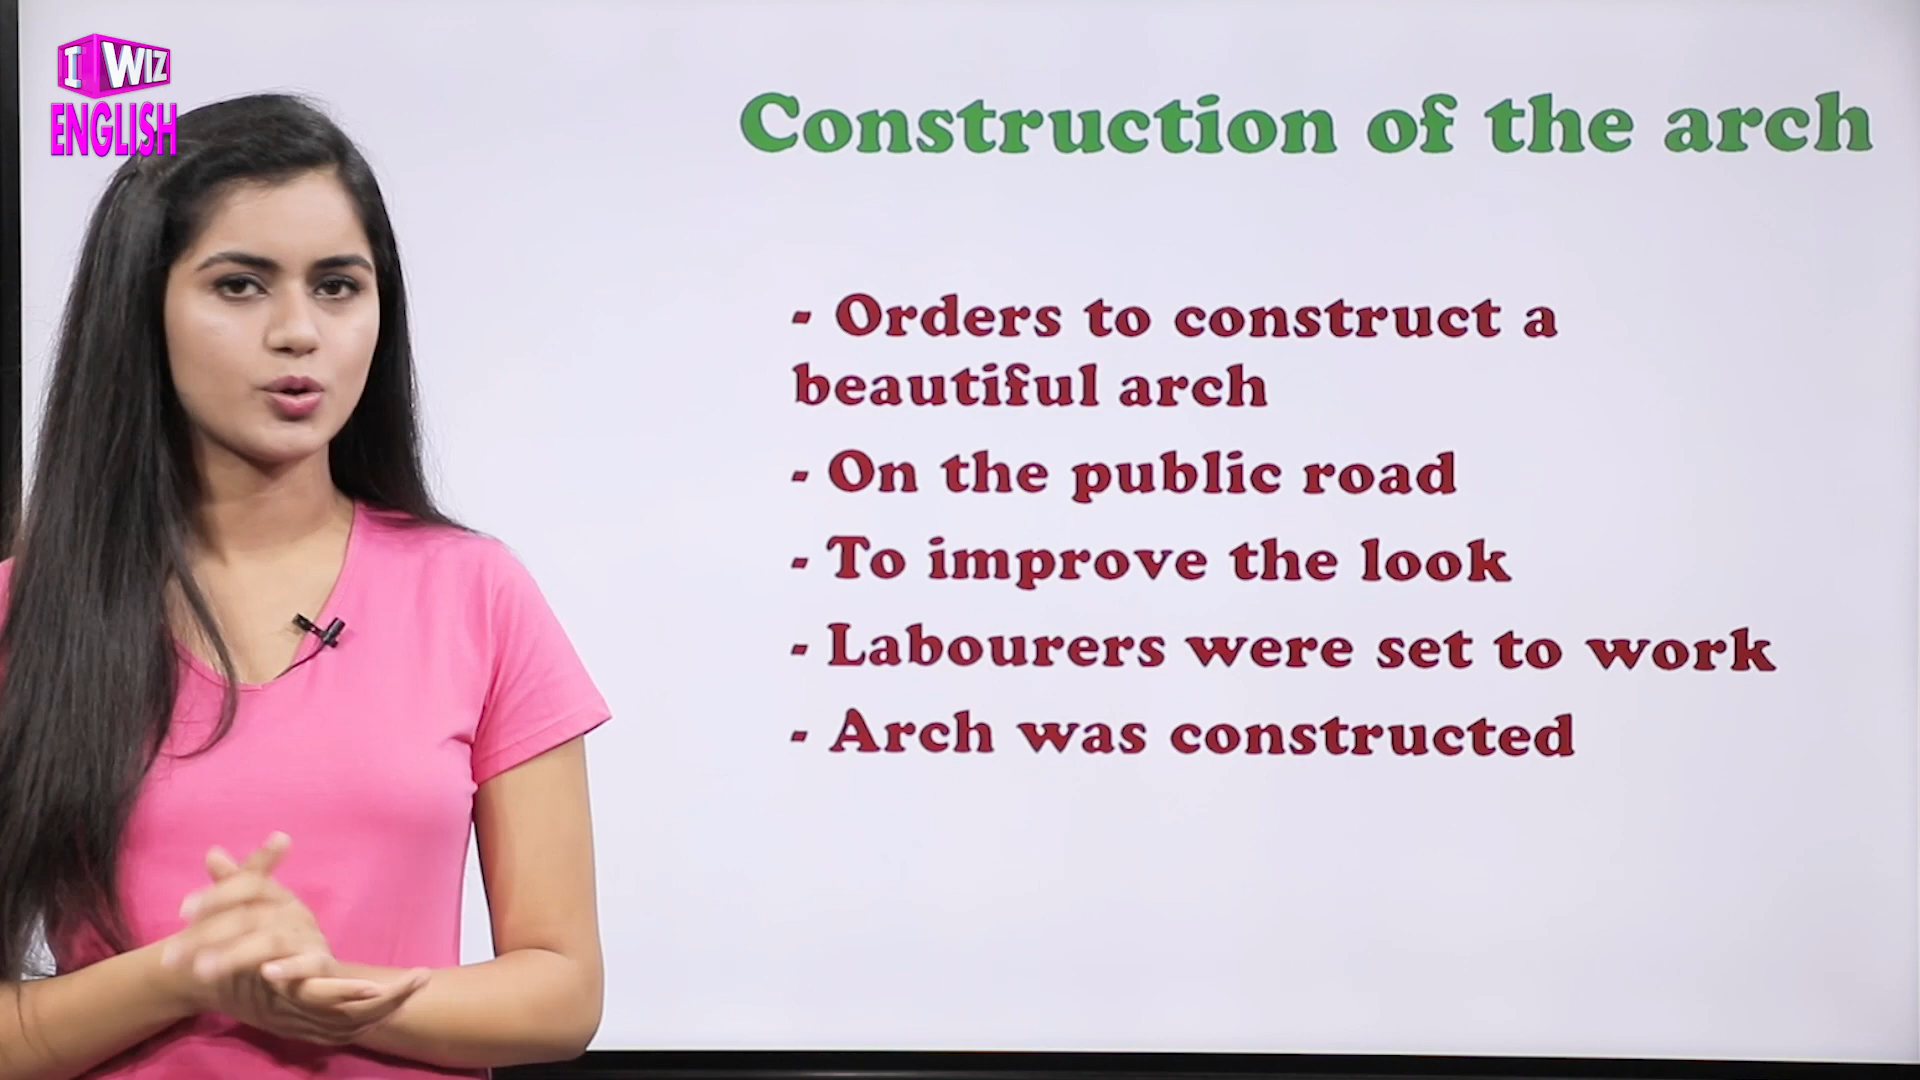 I WIZ
ENGLISH
Construction of the arch
- Orders to construct a
beautiful arch
- On the public road
- To improve the look
- Labourers were set to work
- Arch was constructed